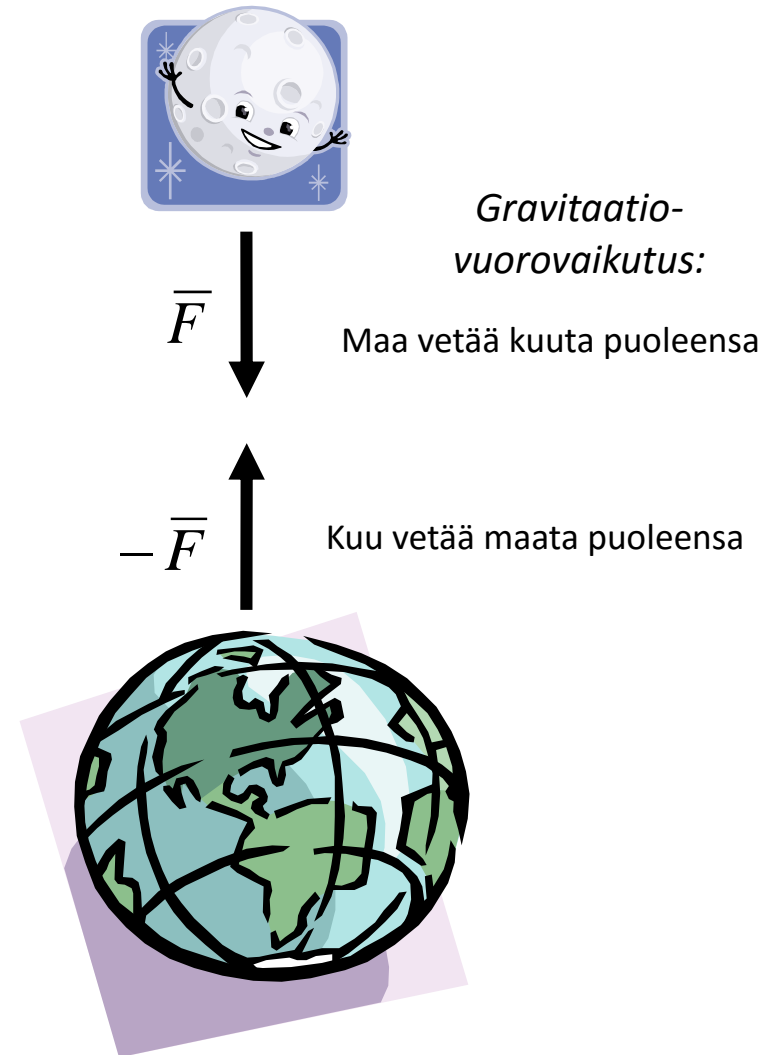 Gravitaatio-
vuorovaikutus:
F̅
Maa vetää kuuta puoleensa
− F̅
Kuu vetää maata puoleensa